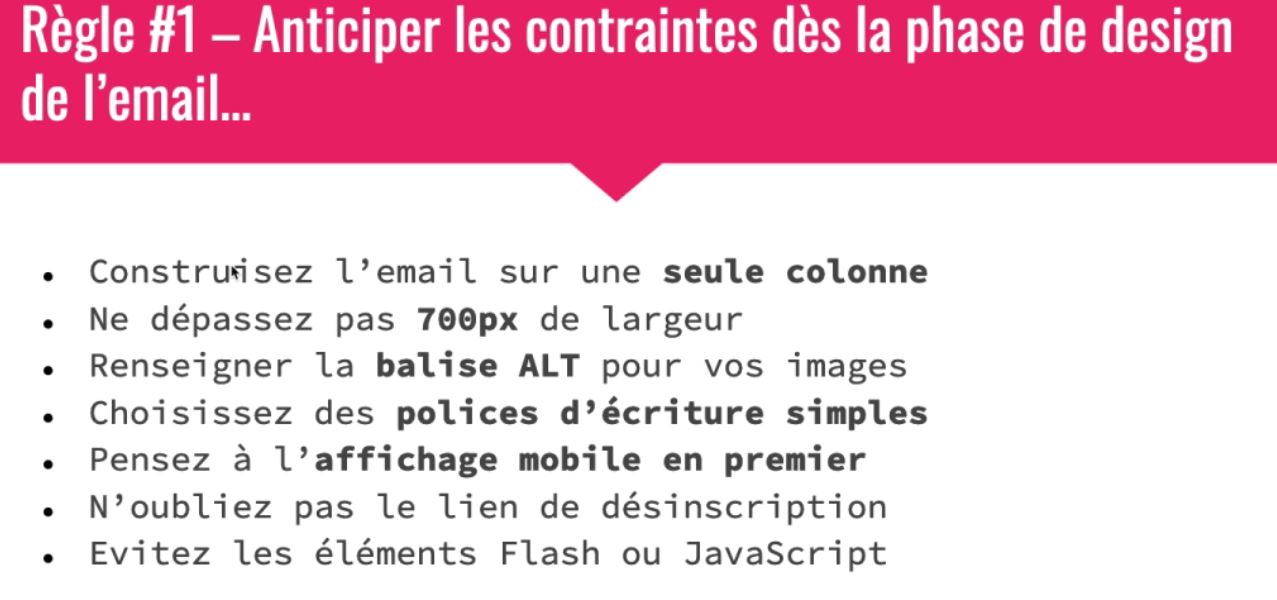 Règle #1 – Anticiper les contraintes dès la phase de design
de l’email…
• Construisez l’email sur une seule colonne
• Ne dépassez pas 700px de largeur
• Renseigner la balise ALT pour vos images
• Choisissez des polices d’écriture simples
• Pensez à l’affichage mobile en premier
• N’oubliez pas le lien de désinscription
• Evitez les éléments Flash ou JavaScript